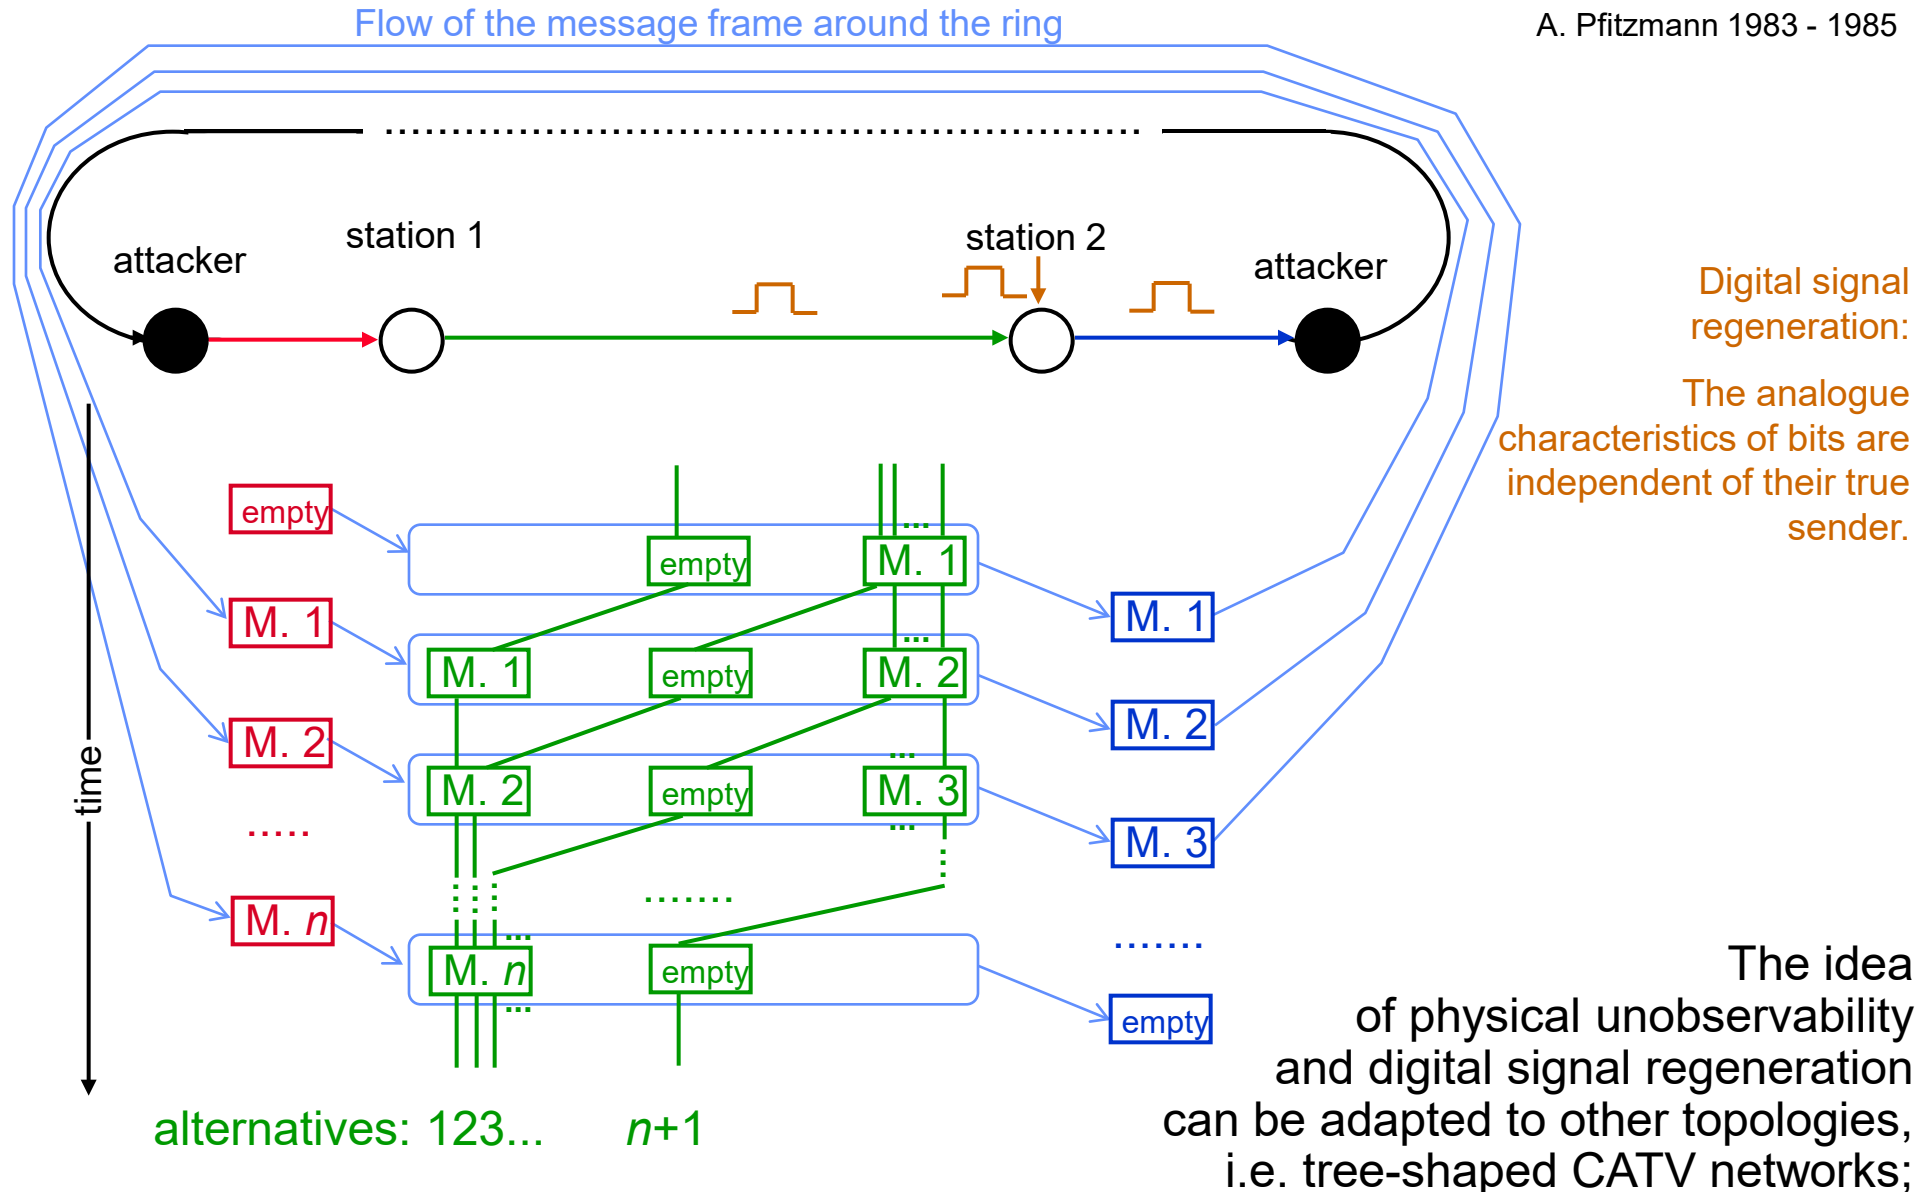 Flow of the message frame around the ring
A. Pfitzmann 1983 - 1985
attacker
station 1
station 2
attacker
Digital signal
regeneration:
The analogue
characteristics of bits are
independent of their true
sender.
time
empty
M. 1
M. 2
.....
M. n
...
empty
M. 1
...
M. 1
empty
M. 2
...
M. 2
empty
M. 3
...
.......
...
M. n
empty
...
M. 1
M. 2
M. 3
.......
empty
alternatives: 123... n+1
The idea
of physical unobservability
and digital signal regeneration
can be adapted to other topologies,
i.e. tree-shaped CATV networks;